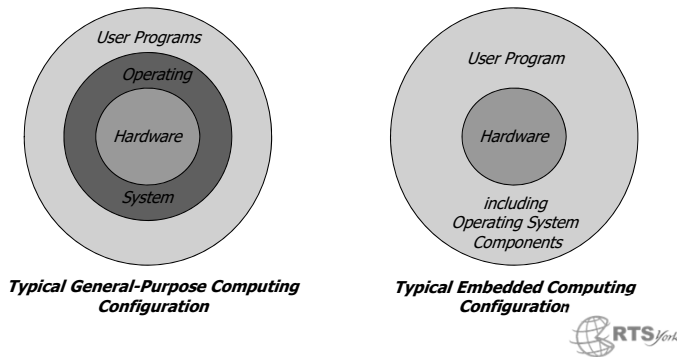 User Programs
Operating
Hardware
System
Typical General-Purpose Computing
Configuration
User Program
Hardware
including
Operating System
Components
Typical Embedded Computing
Configuration
RTS York